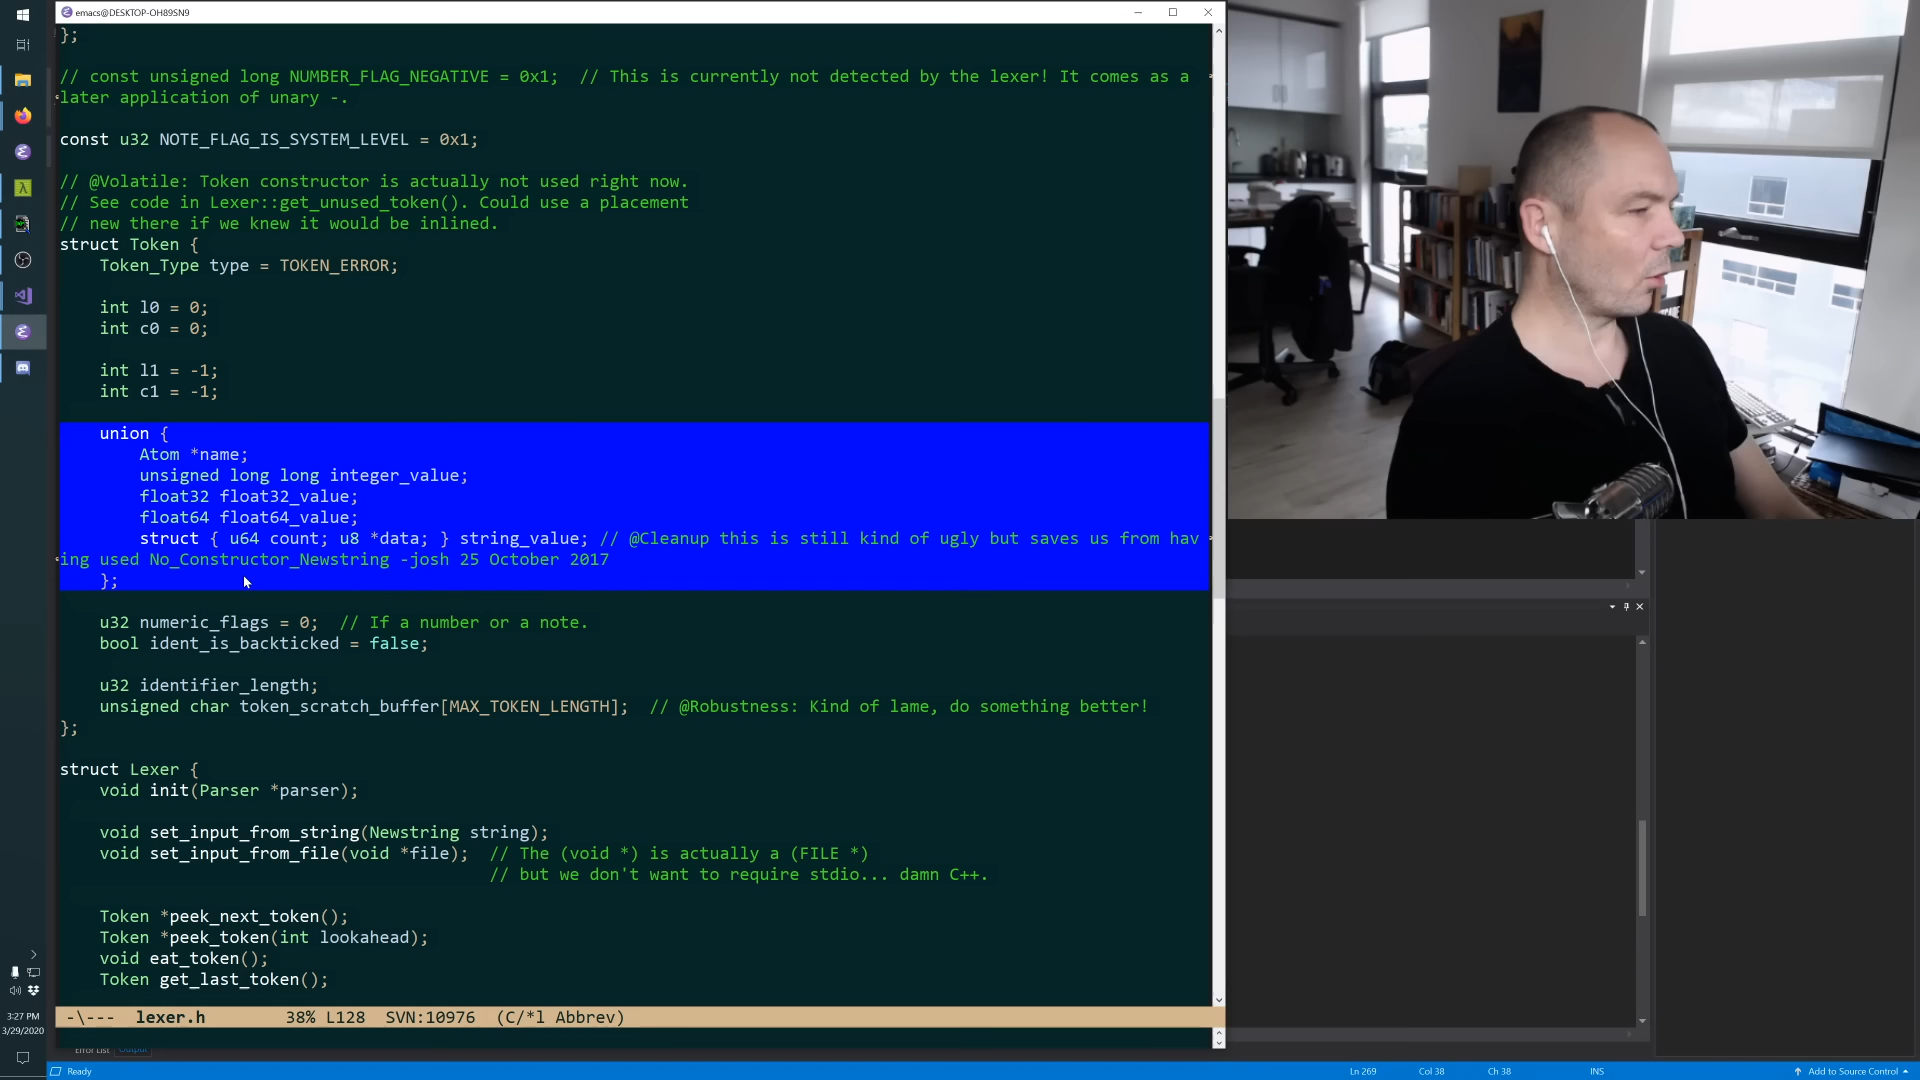 emacs@DESKTOP-OH89SN9
};
// const unsigned long NUMBER_FLAG_NEGATIVE = 0x1;  // This is currently not detected by the lexer! It comes as a
later application of unary -.
const u32 NOTE_FLAG_IS_SYSTEM_LEVEL = 0x1;
// @Volatile: Token constructor is actually not used right now.
// See code in Lexer::get_unused_token(). Could use a placement
// new there if we knew it would be inlined.
struct Token {
    Token_Type type = TOKEN_ERROR;
    int l0 = 0;
    int c0 = 0;
    int l1 = -1;
    int c1 = -1;
    union {
        Atom *name;
        unsigned long long integer_value;
        float32 float32_value;
        float64 float64_value;
        struct { u64 count; u8 *data; } string_value; // @Cleanup this is still kind of ugly but saves us from hav
ing used No_Constructor_Newstring -josh 25 October 2017
    };
    u32 numeric_flags = 0;  // If a number or a note.
    bool ident_is_backticked = false;
    u32 identifier_length;
    unsigned char token_scratch_buffer[MAX_TOKEN_LENGTH];  // @Robustness: Kind of lame, do something better!
};
struct Lexer {
    void init(Parser *parser);
    void set_input_from_string(Newstring string);
    void set_input_from_file(void *file);  // The (void *) is actually a (FILE *)
                                           // but we don't want to require stdio... damn C++.
    Token *peek_next_token();
    Token *peek_token(int lookahead);
    void eat_token();
    Token get_last_token();
-\---  lexer.h        38% L128  SVN:10976  (C/*l Abbrev)
3:27 PM
3/29/2020
Error List Output
Ready Ln 269 Col 38 Ch 38 INS Add to Source Control